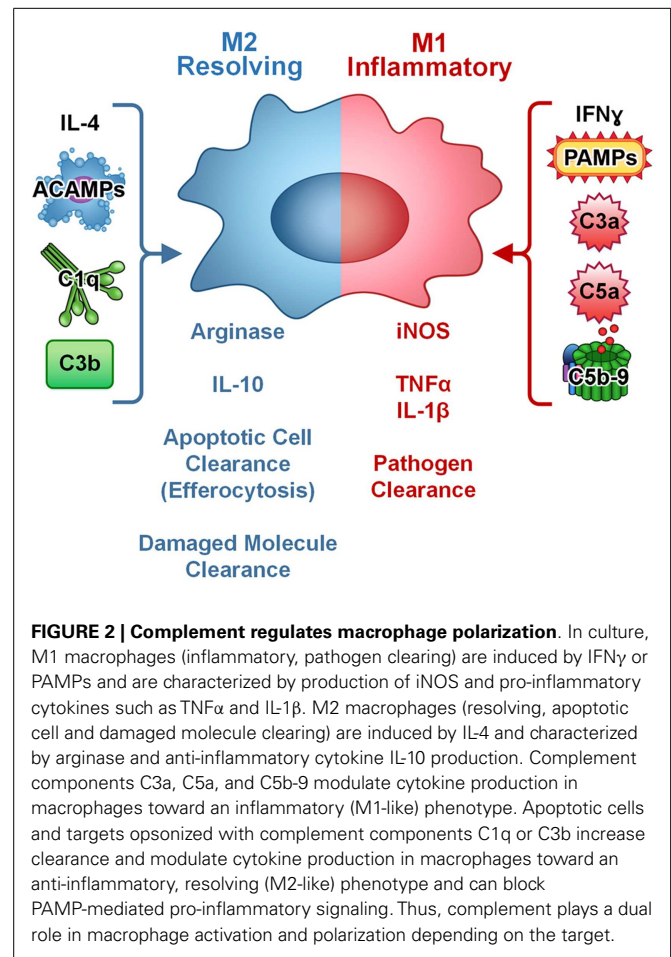 M2
Resolving
M1
Inflammatory
IL-4
ACAMPs
C1q
C3b
IFNɣ
PAMPs
C3a
C5a
C5b-9
Arginase
IL-10
Apoptotic Cell
Clearance
(Efferocytosis)
Damaged Molecule
Clearance
iNOS
TNFα
IL-1β
Pathogen
Clearance
FIGURE 2 | Complement regulates macrophage polarization. In culture,
M1 macrophages (inflammatory, pathogen clearing) are induced by IFNγ or
PAMPs and are characterized by production of iNOS and pro-inflammatory
cytokines such as TNFα and IL-1β. M2 macrophages (resolving, apoptotic
cell and damaged molecule clearing) are induced by IL-4 and characterized
by arginase and anti-inflammatory cytokine IL-10 production. Complement
components C3a, C5a, and C5b-9 modulate cytokine production in
macrophages toward an inflammatory (M1-like) phenotype. Apoptotic cells
and targets opsonized with complement components C1q or C3b increase
clearance and modulate cytokine production in macrophages toward an
anti-inflammatory, resolving (M2-like) phenotype and can block
PAMP-mediated pro-inflammatory signaling. Thus, complement plays a dual
role in macrophage activation and polarization depending on the target.